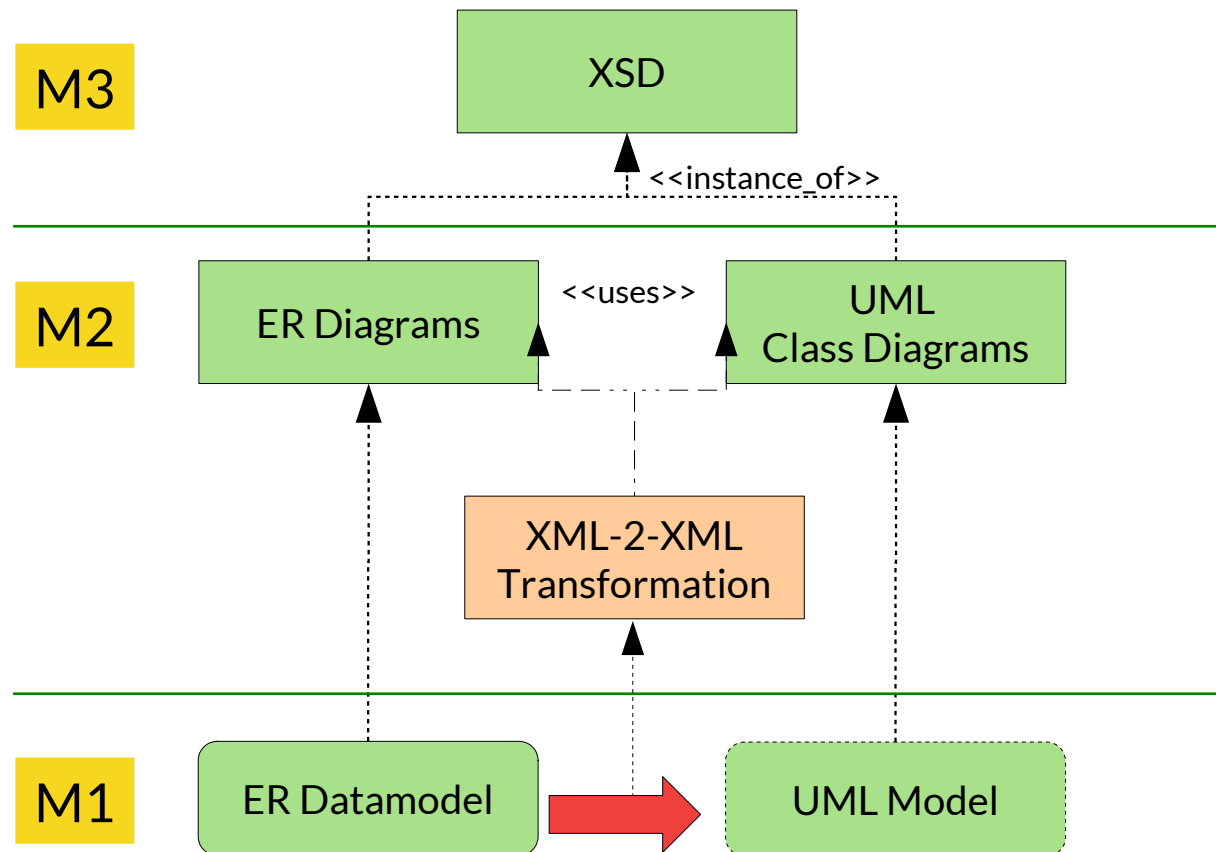 M3
XSD
<<instance_of>>
M2
ER Diagrams
<<uses>>
UML
Class Diagrams
XML-2-XML
Transformation
M1
ER Datamodel
UML Model